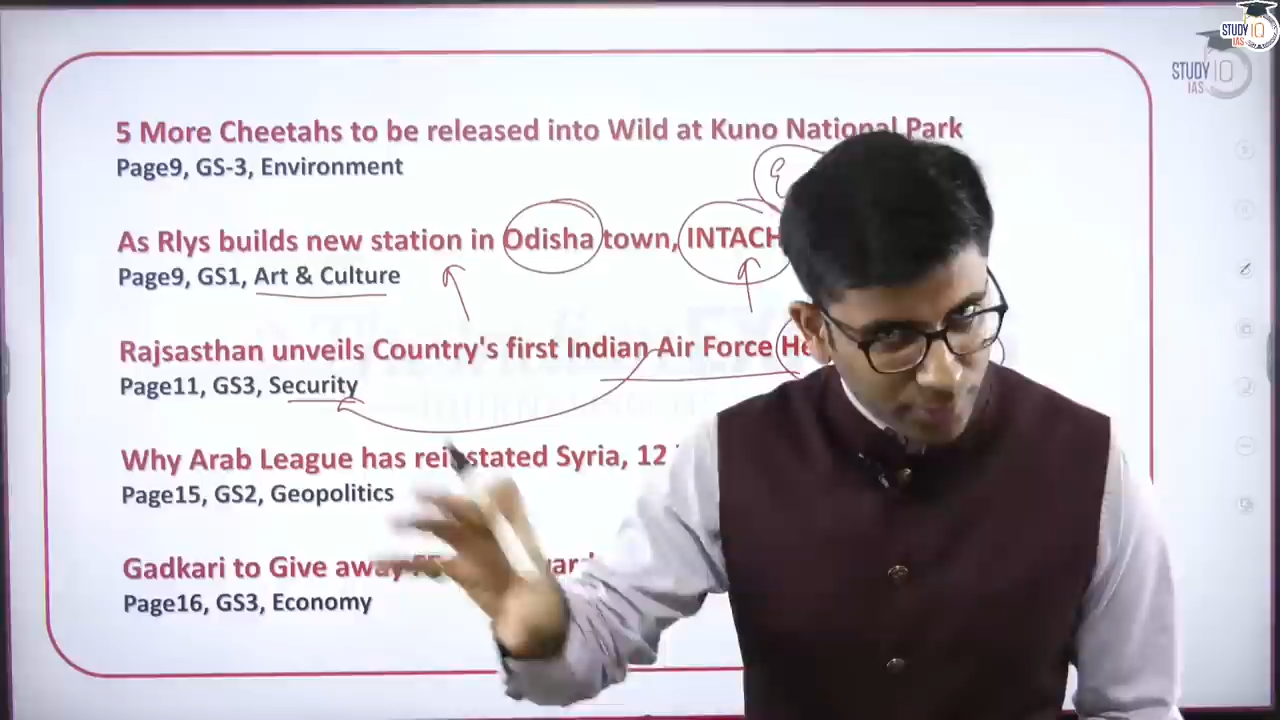 STUDY IQ
IAS
STUDY IQ
IAS
5 More Cheetahs to be released into Wild at Kuno National Park
Page9, GS-3, Environment
As Rlys builds new station in Odisha town, INTACH
Page9, GS1, Art & Culture
Rajsasthan unveils Country's first Indian Air Force
Page11, GS3, Security
Why Arab League has reinstated Syria, 12
Page15, GS2, Geopolitics
Gadkari to Give away
Page16, GS3, Economy